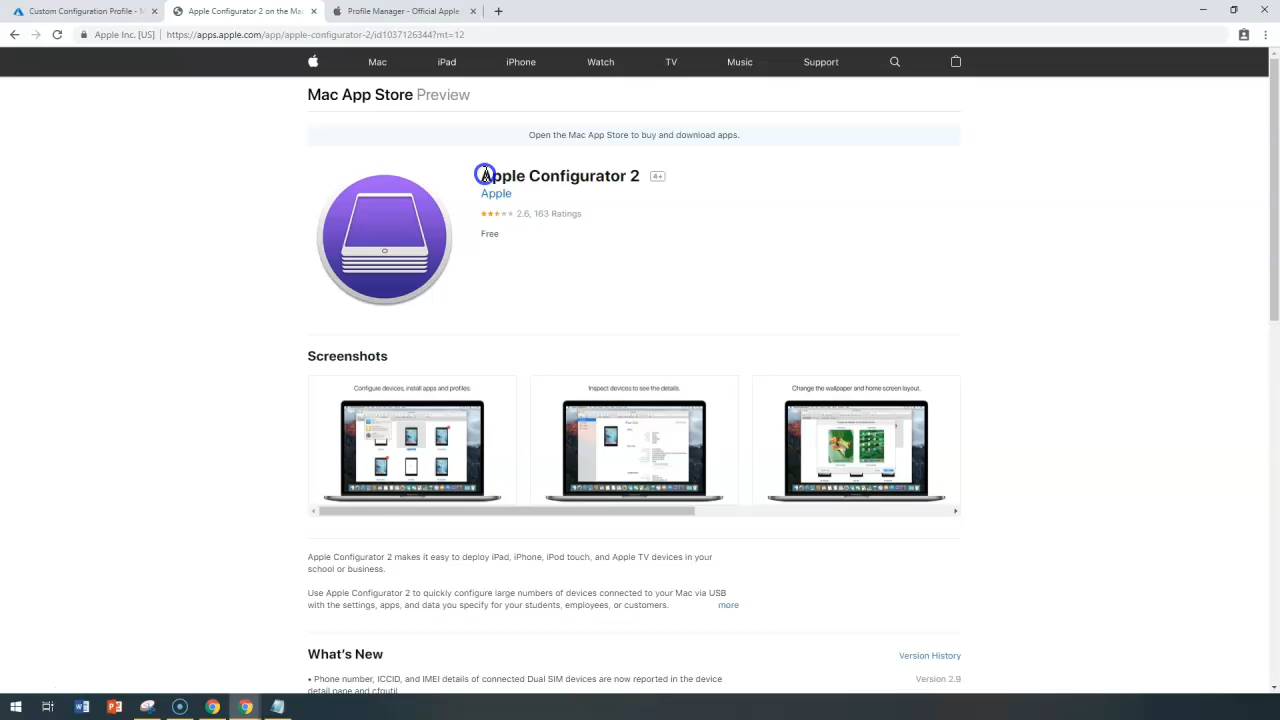 Custom Configuration Profile - M
Apple Configurator 2 on the Mac
Profile Manager - Official Apple
Apple Inc. [US] | https://apps.apple.com/app/apple-configurator-2/id1037126344?mt=12
Mac iPad iPhone Watch TV Music Support
Mac App Store Preview
Open the Mac App Store to buy and download apps.
Apple Configurator 2 4+
Apple
2.6, 163 Ratings
Free
Screenshots
Configure devices, install apps and profiles.
Inspect devices to see the details.
Change the wallpaper and home screen layout.
Apple Configurator 2 makes it easy to deploy iPad, iPhone, iPod touch, and Apple TV devices in your
school or business.
Use Apple Configurator 2 to quickly configure large numbers of devices connected to your Mac via USB
with the settings, apps, and data you specify for your students, employees, or customers. more
What's New Version History
• Phone number, ICCID, and IMEI details of connected Dual SIM devices are now reported in the device Version 2.9
detail pane and cfgutil